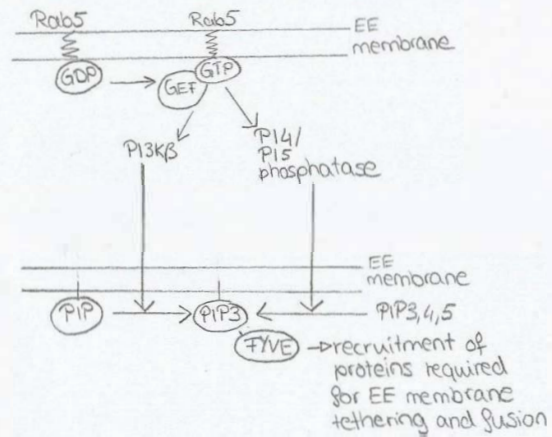 Rab5
Rab5
EE
membrane
GDP
GEF
GTP
PI3Kβ
PI4/
PI5
phosphatase
EE
membrane
PIP
PIP3
PIP3,4,5
FYVE
recruitment of
proteins required
for EE membrane
tethering and fusion